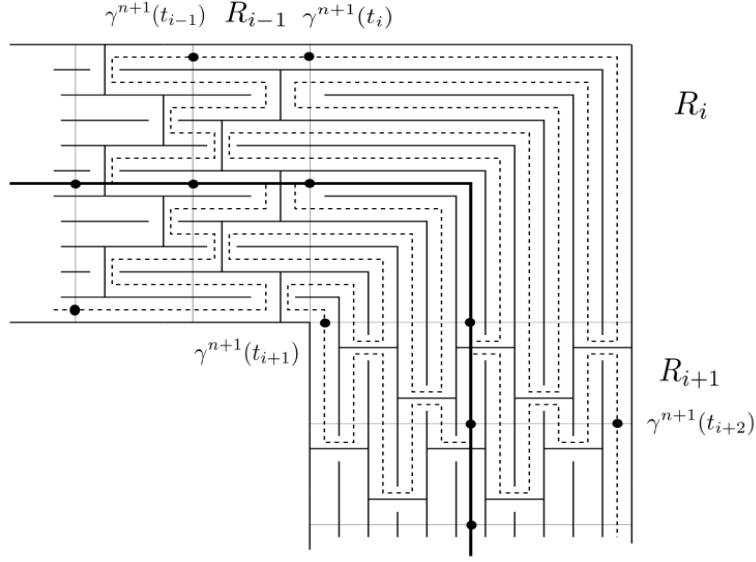 γ^{n+1}(t_{i−1})
R_{i−1}
γ^{n+1}(t_i)
R_i
γ^{n+1}(t_{i+1})
R_{i+1}
γ^{n+1}(t_{i+2})